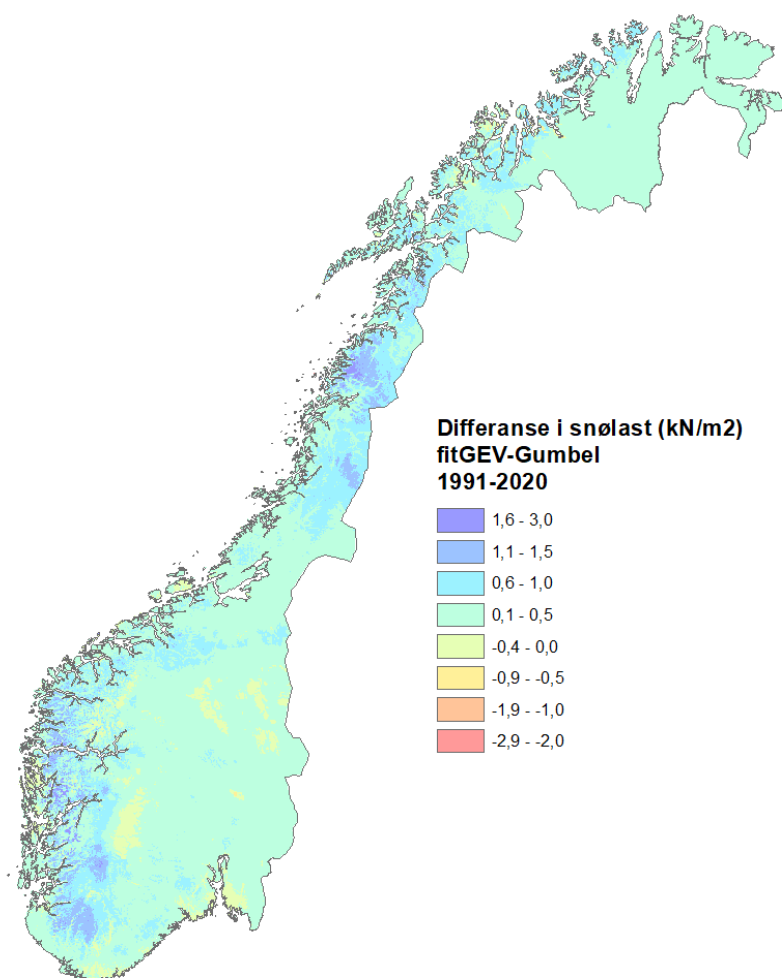 Differanse i snølast (kN/m2)
fitGEV-Gumbel
1991-2020
1,6 - 3,0
1,1 - 1,5
0,6 - 1,0
0,1 - 0,5
-0,4 - 0,0
-0,9 - -0,5
-1,9 - -1,0
-2,9 - -2,0